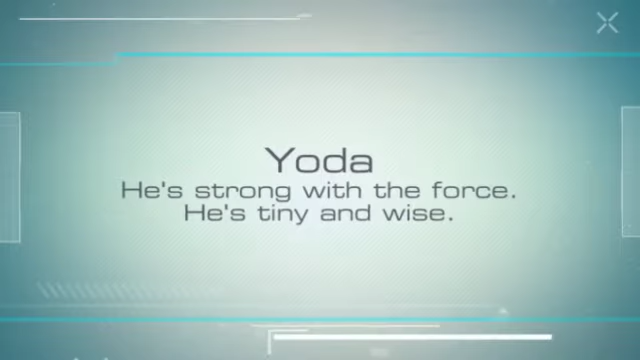 Yoda
He's strong with the force.
He's tiny and wise.